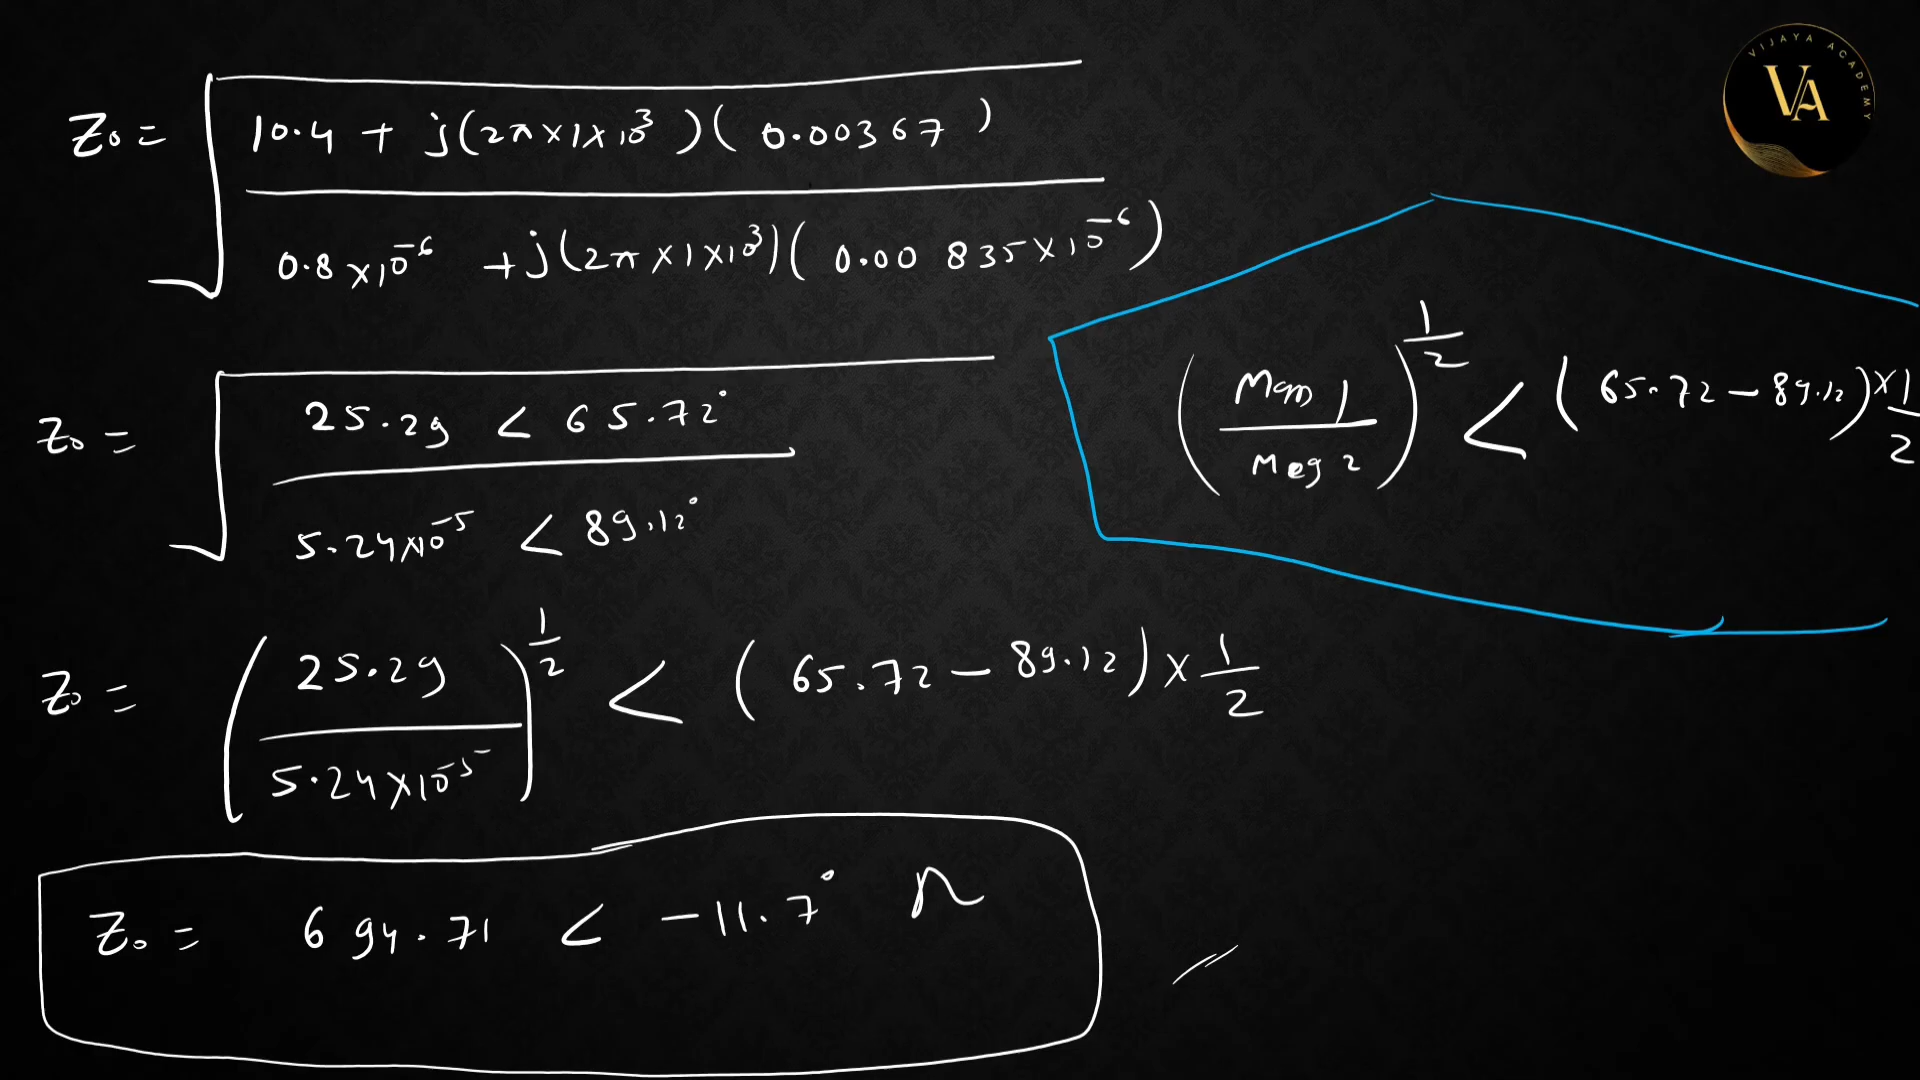 VIJAYA ACADEMY
VA
Z₀ = √((10.4 + j(2π×1×10³)(0.00367)) / (0.8×10⁻⁶ + j(2π×1×10³)(0.00835×10⁻⁶)))
Z₀ = √((25.29 < 65.72°) / (5.24×10⁻⁵ < 89.12°))
(Mag 1 / Meg 2)^(1/2) < (65.72 − 89.12) × 1/2
Z₀ = (25.29 / 5.24×10⁻⁵)^(1/2) < (65.72 − 89.12) × 1/2
Z₀ = 694.71 < −11.7° Ω